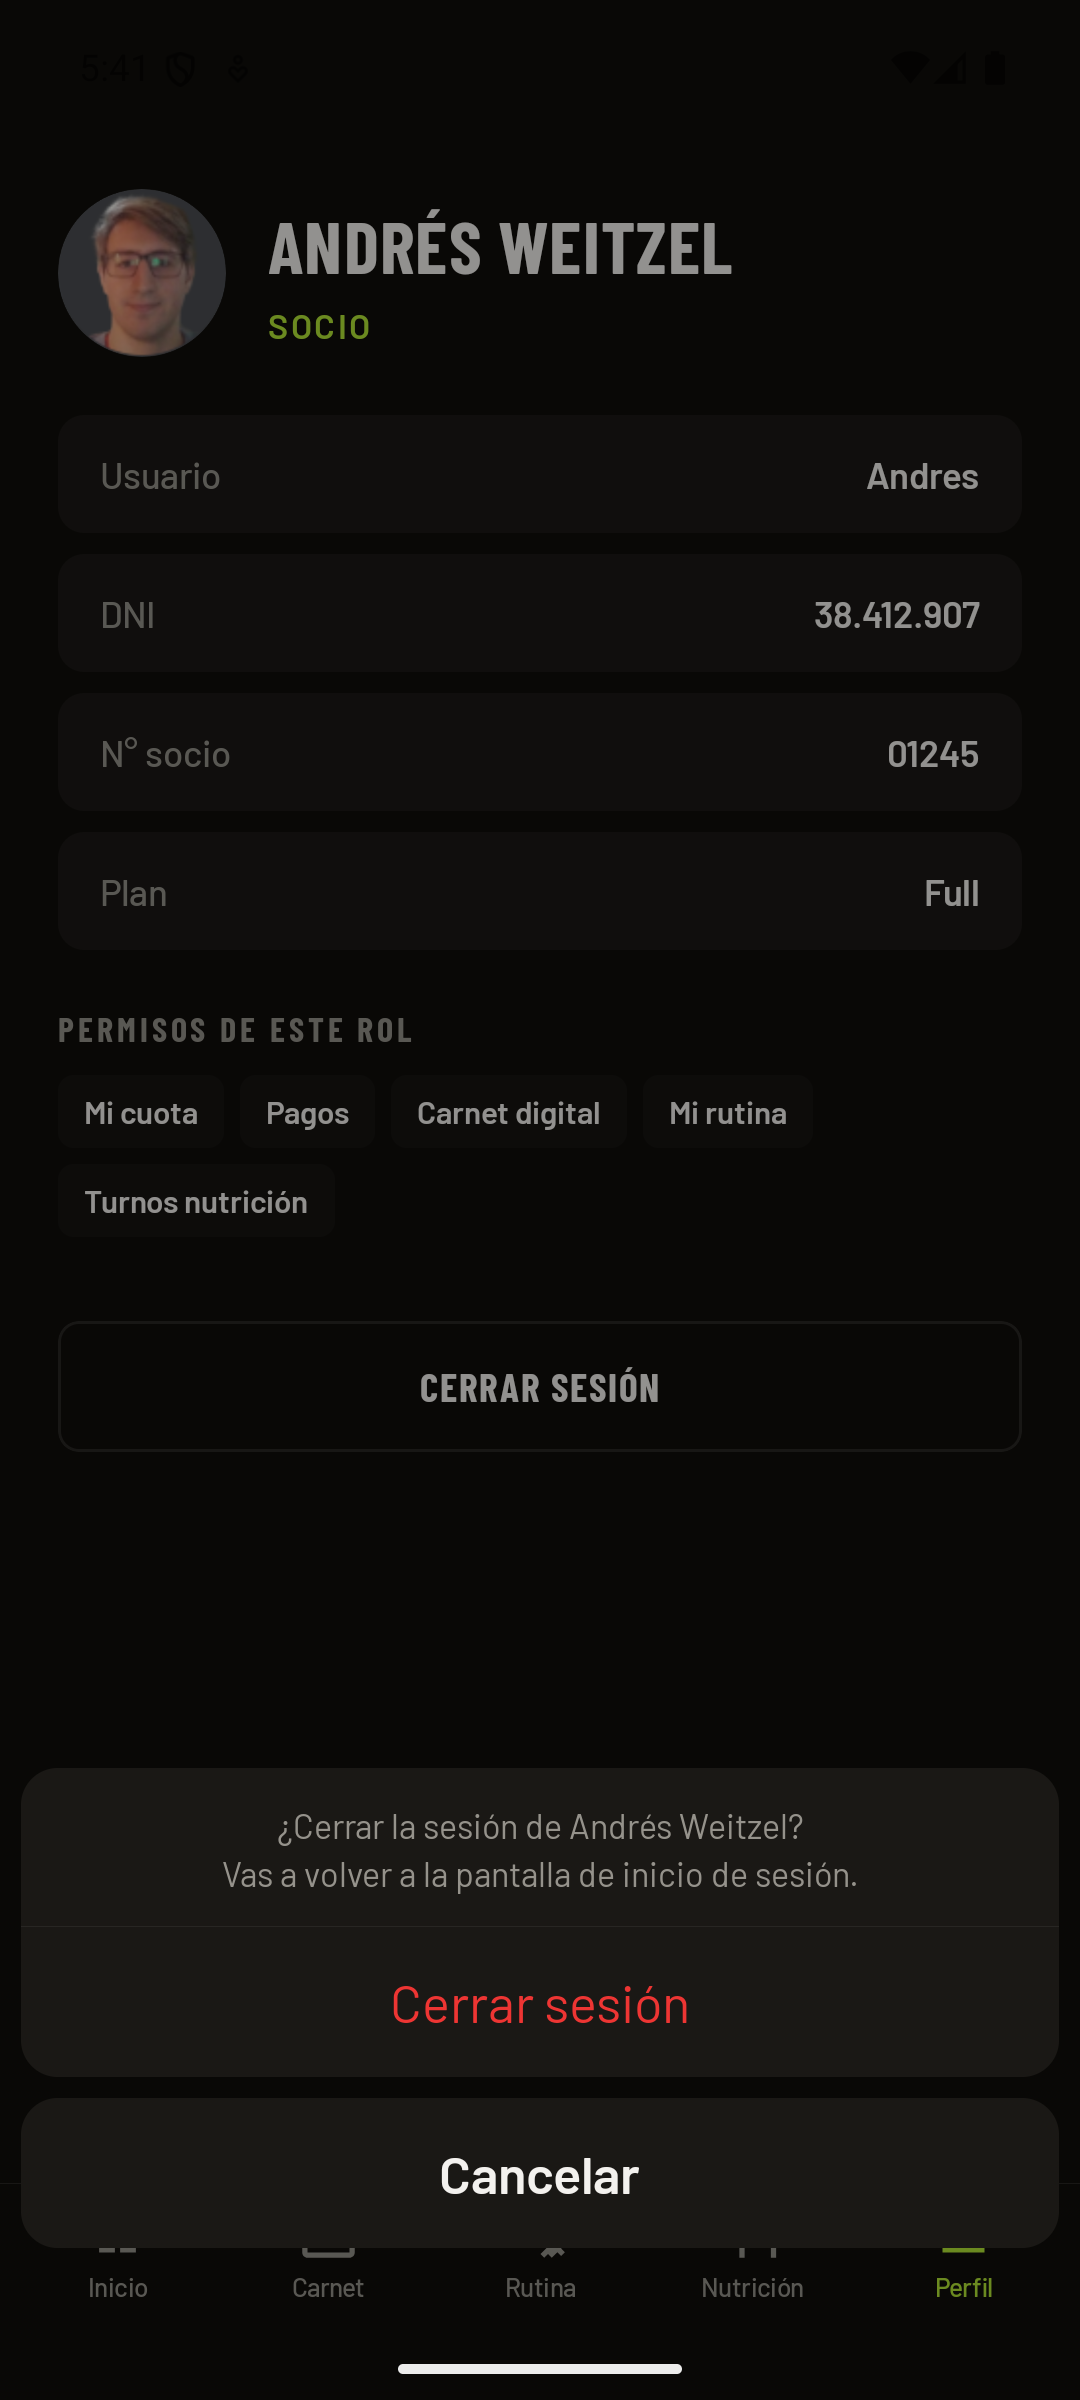 5:41
ANDRÉS WEITZEL
SOCIO
Usuario Andres
DNI 38.412.907
N° socio 01245
Plan Full
PERMISOS DE ESTE ROL
Mi cuota Pagos Carnet digital Mi rutina
Turnos nutrición
CERRAR SESIÓN
¿Cerrar la sesión de Andrés Weitzel?
Vas a volver a la pantalla de inicio de sesión.
Cerrar sesión
Cancelar
Inicio Carnet Rutina Nutrición Perfil